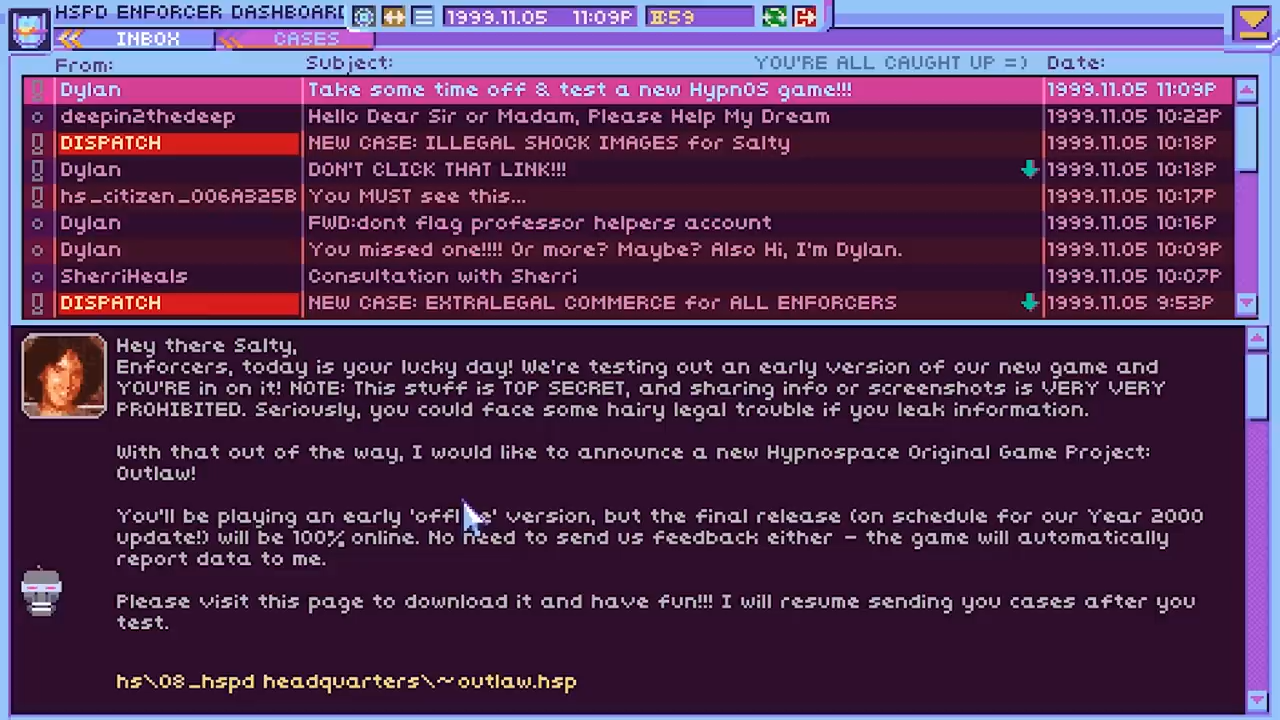 HSPD ENFORCER DASHBOARD
1999.11.05 11:09P
INBOX
CASES
From: Subject: YOU'RE ALL CAUGHT UP =) Date:
Dylan Take some time off & test a new HypnOS game!!! 1999.11.05 11:09P
deepin2thedeep Hello Dear Sir or Madam, Please Help My Dream 1999.11.05 10:22P
DISPATCH NEW CASE: ILLEGAL SHOCK IMAGES for Salty 1999.11.05 10:18P
Dylan DON'T CLICK THAT LINK!!! 1999.11.05 10:18P
hs_citizen_006A325B You MUST see this... 1999.11.05 10:17P
Dylan FWD:dont flag professor helpers account 1999.11.05 10:16P
Dylan You missed one!!!! Or more? Maybe? Also Hi, I'm Dylan. 1999.11.05 10:09P
SherriHeals Consultation with Sherri 1999.11.05 10:07P
DISPATCH NEW CASE: EXTRALEGAL COMMERCE for ALL ENFORCERS 1999.11.05 9:53P
Hey there Salty,
Enforcers, today is your lucky day! We're testing out an early version of our new game and
YOU'RE in on it! NOTE: This stuff is TOP SECRET, and sharing info or screenshots is VERY VERY
PROHIBITED. Seriously, you could face some hairy legal trouble if you leak information.
With that out of the way, I would like to announce a new Hypnospace Original Game Project:
Outlaw!
You'll be playing an early 'offline' version, but the final release (on schedule for our Year 2000
update!) will be 100% online. No need to send us feedback either - the game will automatically
report data to me.
Please visit this page to download it and have fun!!! I will resume sending you cases after you
test.
hs\08_hspd headquarters\~outlaw.hsp